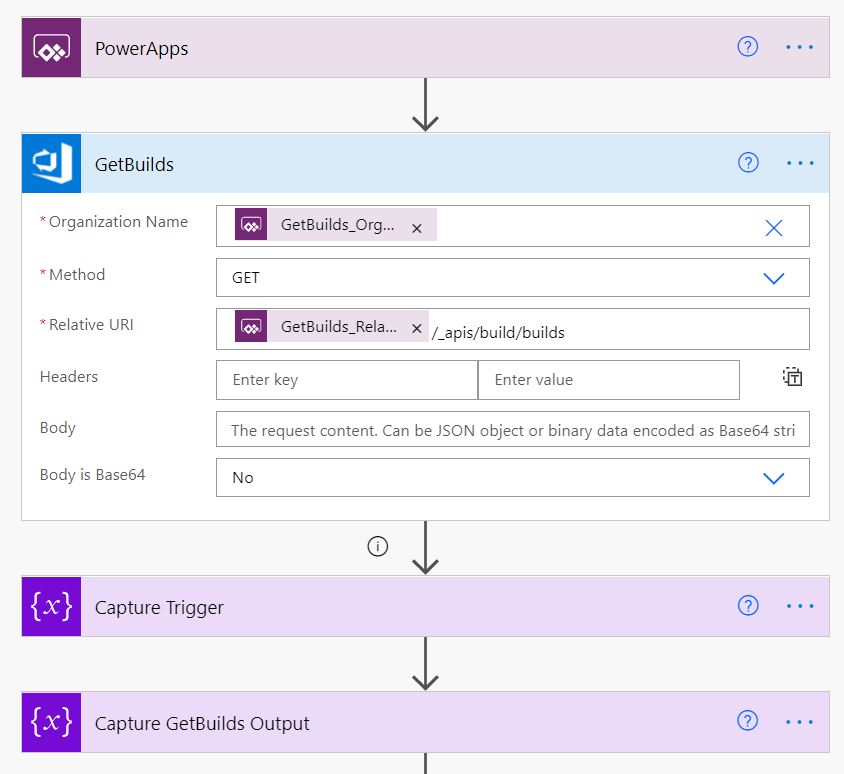 PowerApps
GetBuilds
* Organization Name GetBuilds_Org... ×
* Method GET
* Relative URI GetBuilds_Rela... × /_apis/build/builds
Headers Enter key Enter value
Body The request content. Can be JSON object or binary data encoded as Base64 stri
Body is Base64 No
{x} Capture Trigger
{x} Capture GetBuilds Output